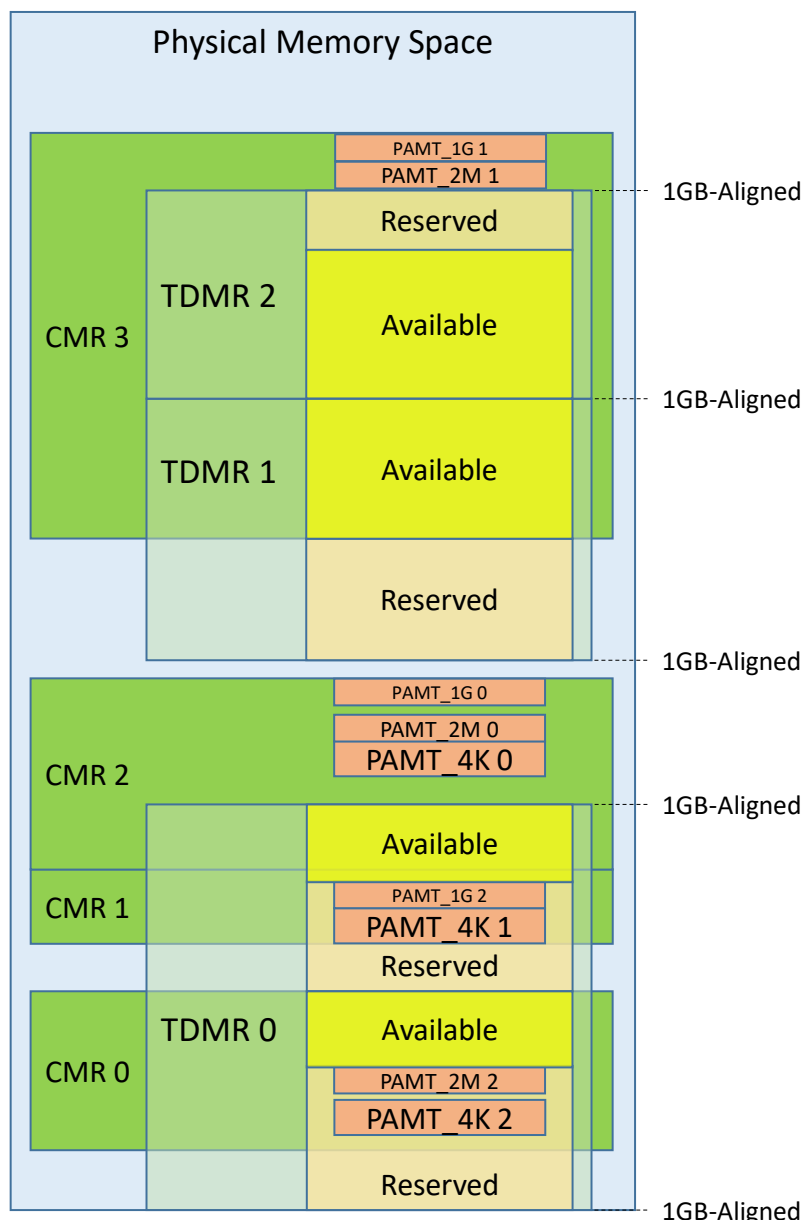 Physical Memory Space
PAMT_1G 1
PAMT_2M 1
1GB-Aligned
Reserved
TDMR 2
Available
CMR 3
1GB-Aligned
TDMR 1
Available
Reserved
1GB-Aligned
PAMT_1G 0
PAMT_2M 0
PAMT_4K 0
CMR 2
1GB-Aligned
Available
PAMT_1G 2
CMR 1
PAMT_4K 1
Reserved
TDMR 0
Available
CMR 0
PAMT_2M 2
PAMT_4K 2
Reserved
1GB-Aligned